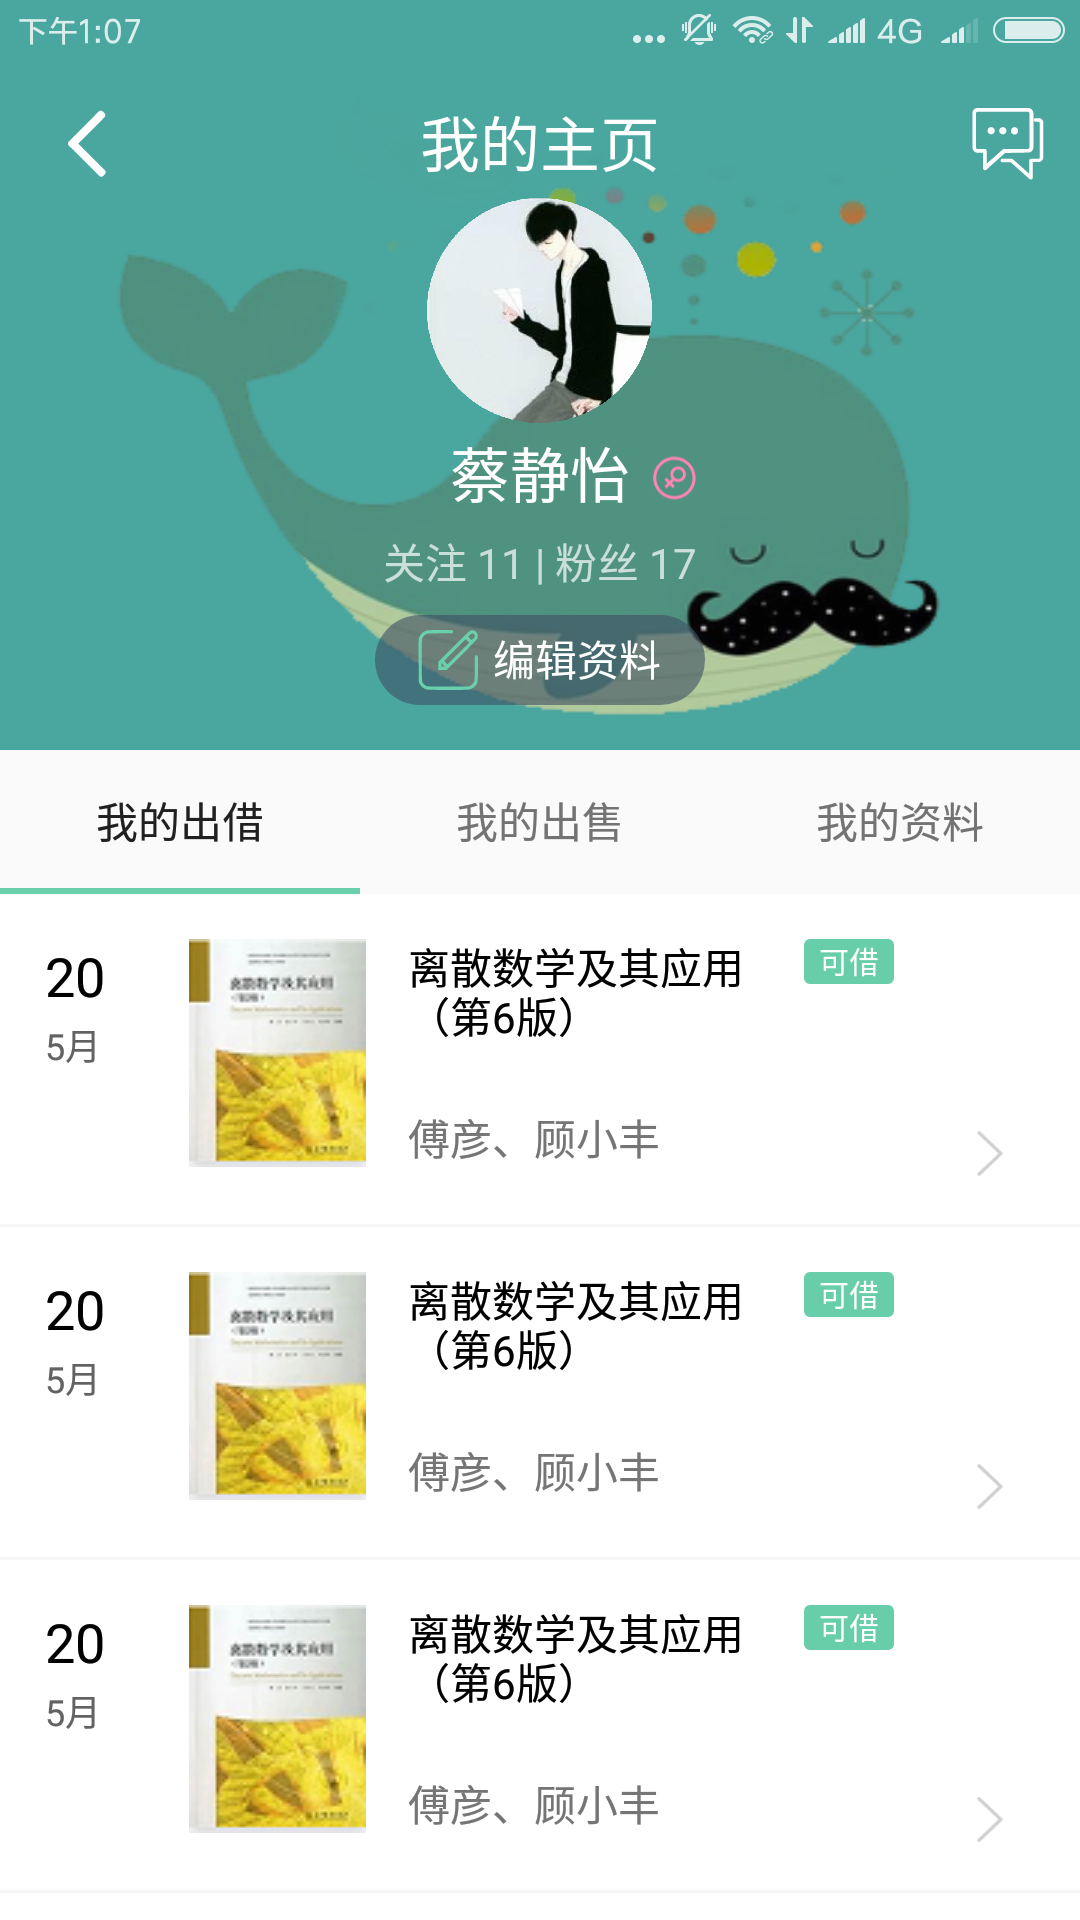 下午1:07
4G
我的主页
蔡静怡
关注 11 | 粉丝 17
编辑资料
我的出借
我的出售
我的资料
20
5月
离散数学及其应用
（第6版）
可借
傅彦、顾小丰
20
5月
离散数学及其应用
（第6版）
可借
傅彦、顾小丰
20
5月
离散数学及其应用
（第6版）
可借
傅彦、顾小丰